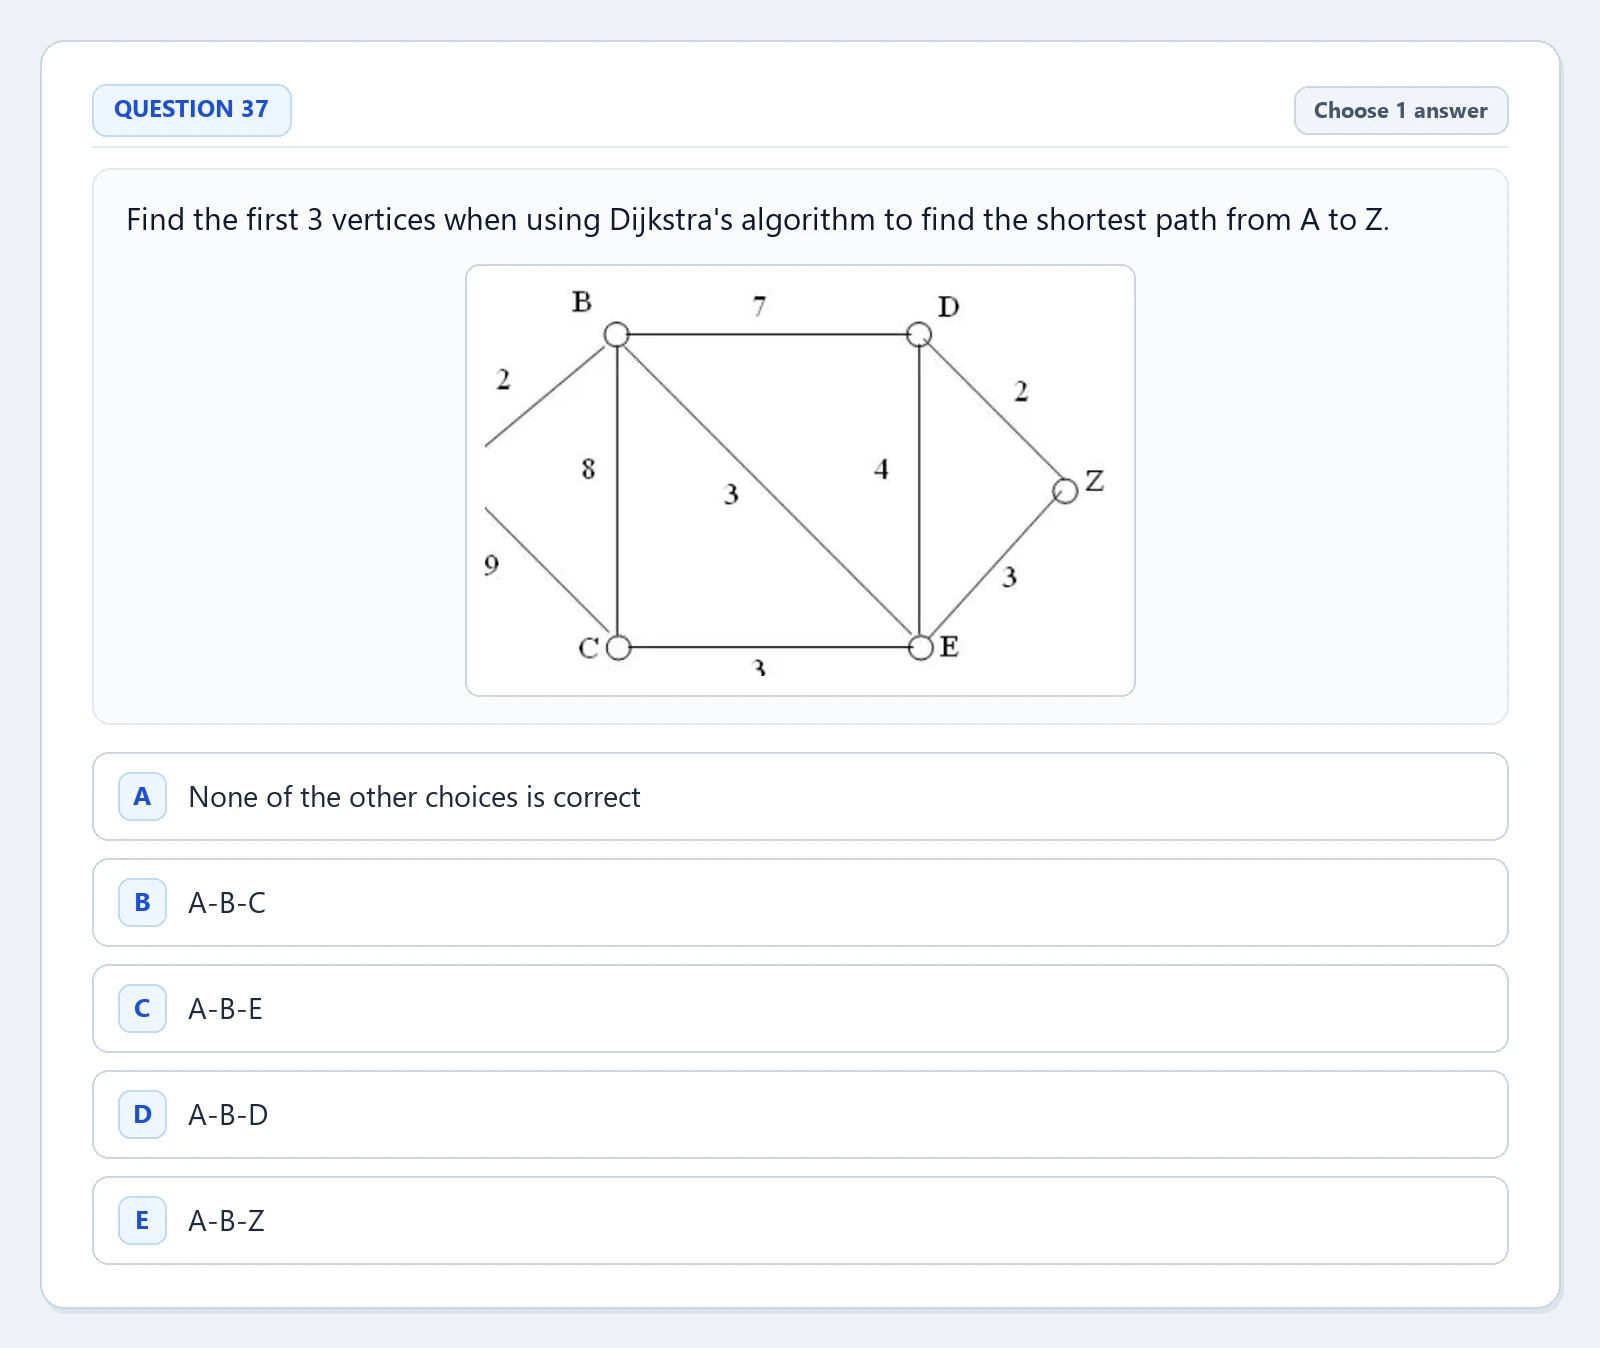 QUESTION 37
Choose 1 answer
Find the first 3 vertices when using Dijkstra's algorithm to find the shortest path from A to Z.
B
7
D
2
2
8
3
4
Z
9
3
C
E
3
A
None of the other choices is correct
B
A-B-C
C
A-B-E
D
A-B-D
E
A-B-Z